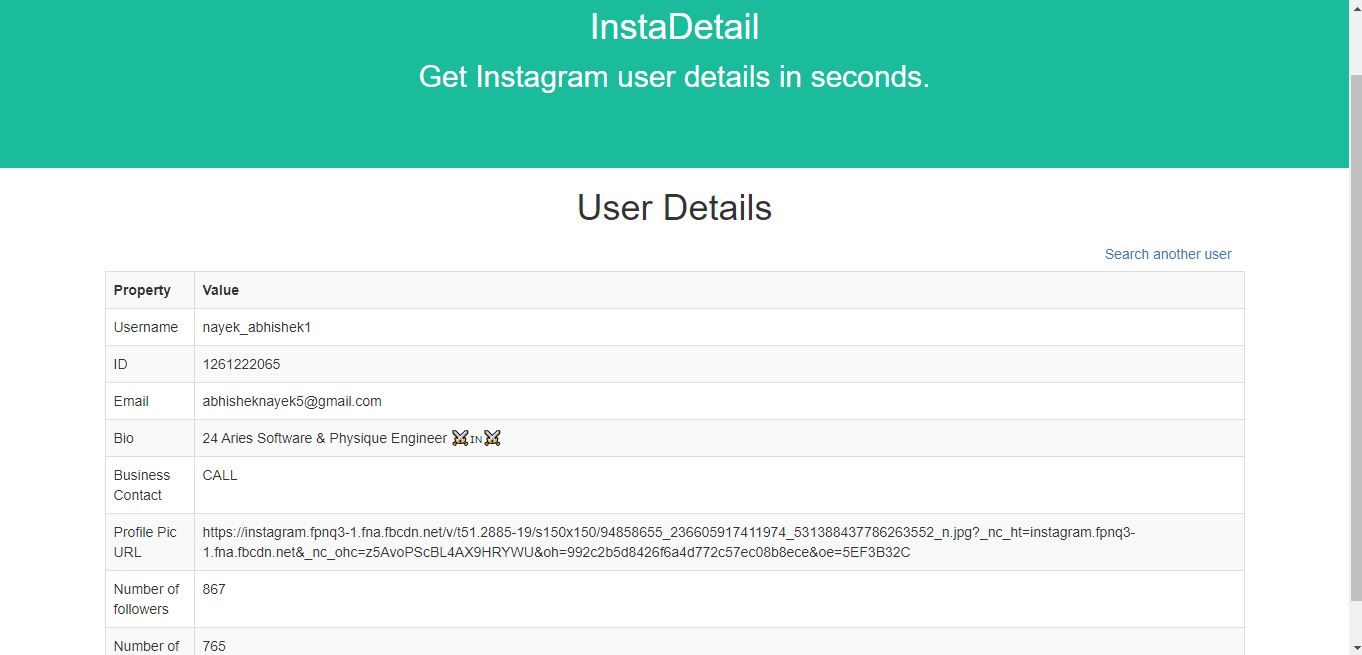 InstaDetail
Get Instagram user details in seconds.
User Details
Search another user
Property Value
Username nayek_abhishek1
ID 1261222065
Email abhisheknayek5@gmail.com
Bio 24 Aries Software & Physique Engineer ⚔️🇮🇳⚔️
Business Contact CALL
Profile Pic URL https://instagram.fpnq3-1.fna.fbcdn.net/v/t51.2885-19/s150x150/94858655_236605917411974_531388437786263552_n.jpg?_nc_ht=instagram.fpnq3-
1.fna.fbcdn.net&_nc_ohc=z5AvoPScBL4AX9HRYWU&oh=992c2b5d8426f6a4d772c57ec08b8ece&oe=5EF3B32C
Number of followers 867
Number of 765